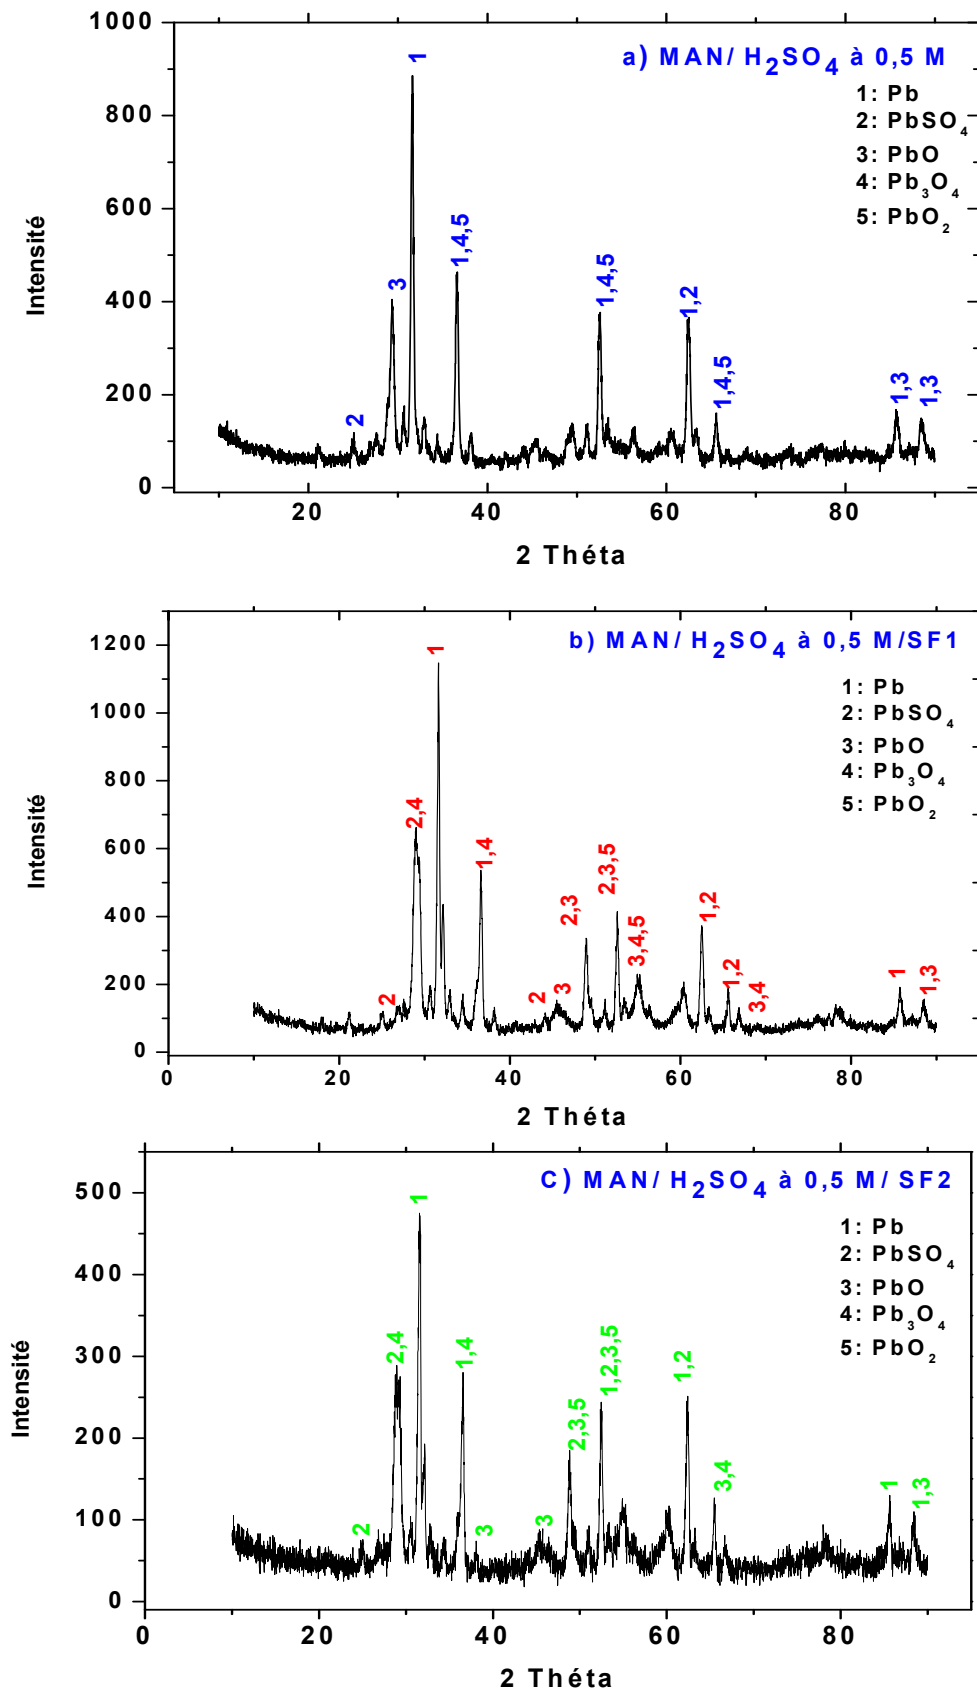 a) MAN/ H₂SO₄ à 0,5 M
1: Pb
2: PbSO₄
3: PbO
4: Pb₃O₄
5: PbO₂
Intensité
1000
800
600
400
200
0
2
3
1
1,4,5
1,4,5
1,2
1,4,5
1,3
1,3
20
40
60
80
2 Théta
b) MAN/ H₂SO₄ à 0,5 M/SF1
1: Pb
2: PbSO₄
3: PbO
4: Pb₃O₄
5: PbO₂
Intensité
1200
1000
800
600
400
200
0
2
2,4
1
1,4
2
3
2,3
2,3,5
3,4,5
1,2
1,2
3,4
1
1,3
0
20
40
60
80
2 Théta
C) MAN/ H₂SO₄ à 0,5 M/ SF2
1: Pb
2: PbSO₄
3: PbO
4: Pb₃O₄
5: PbO₂
Intensité
500
400
300
200
100
0
2
2,4
1
1,4
3
3
2,3,5
1,2,3,5
1,2
3,4
1
1,3
0
20
40
60
80
2 Théta